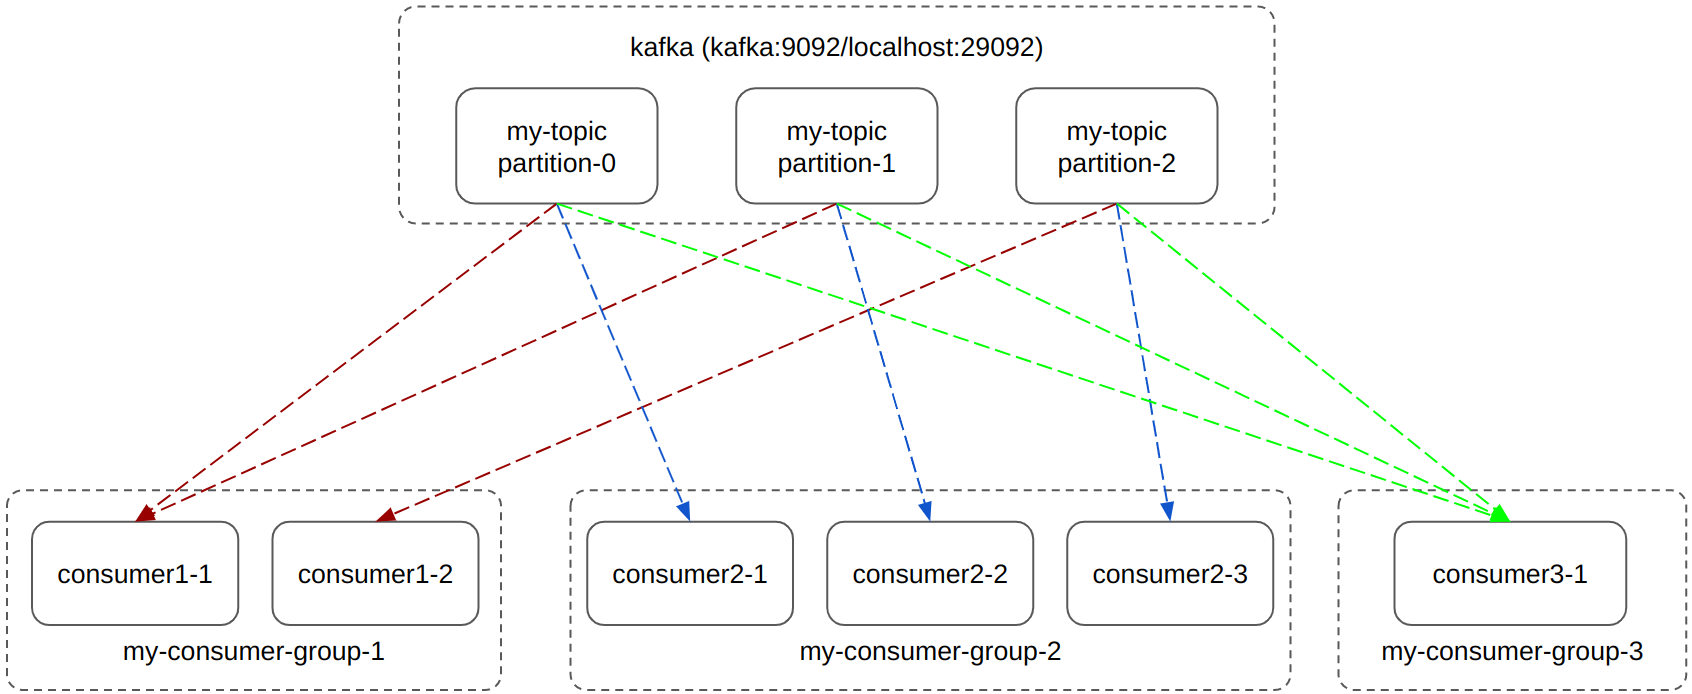 kafka (kafka:9092/localhost:29092)
my-topic
partition-0
my-topic
partition-1
my-topic
partition-2
consumer1-1
consumer1-2
my-consumer-group-1
consumer2-1
consumer2-2
consumer2-3
my-consumer-group-2
consumer3-1
my-consumer-group-3